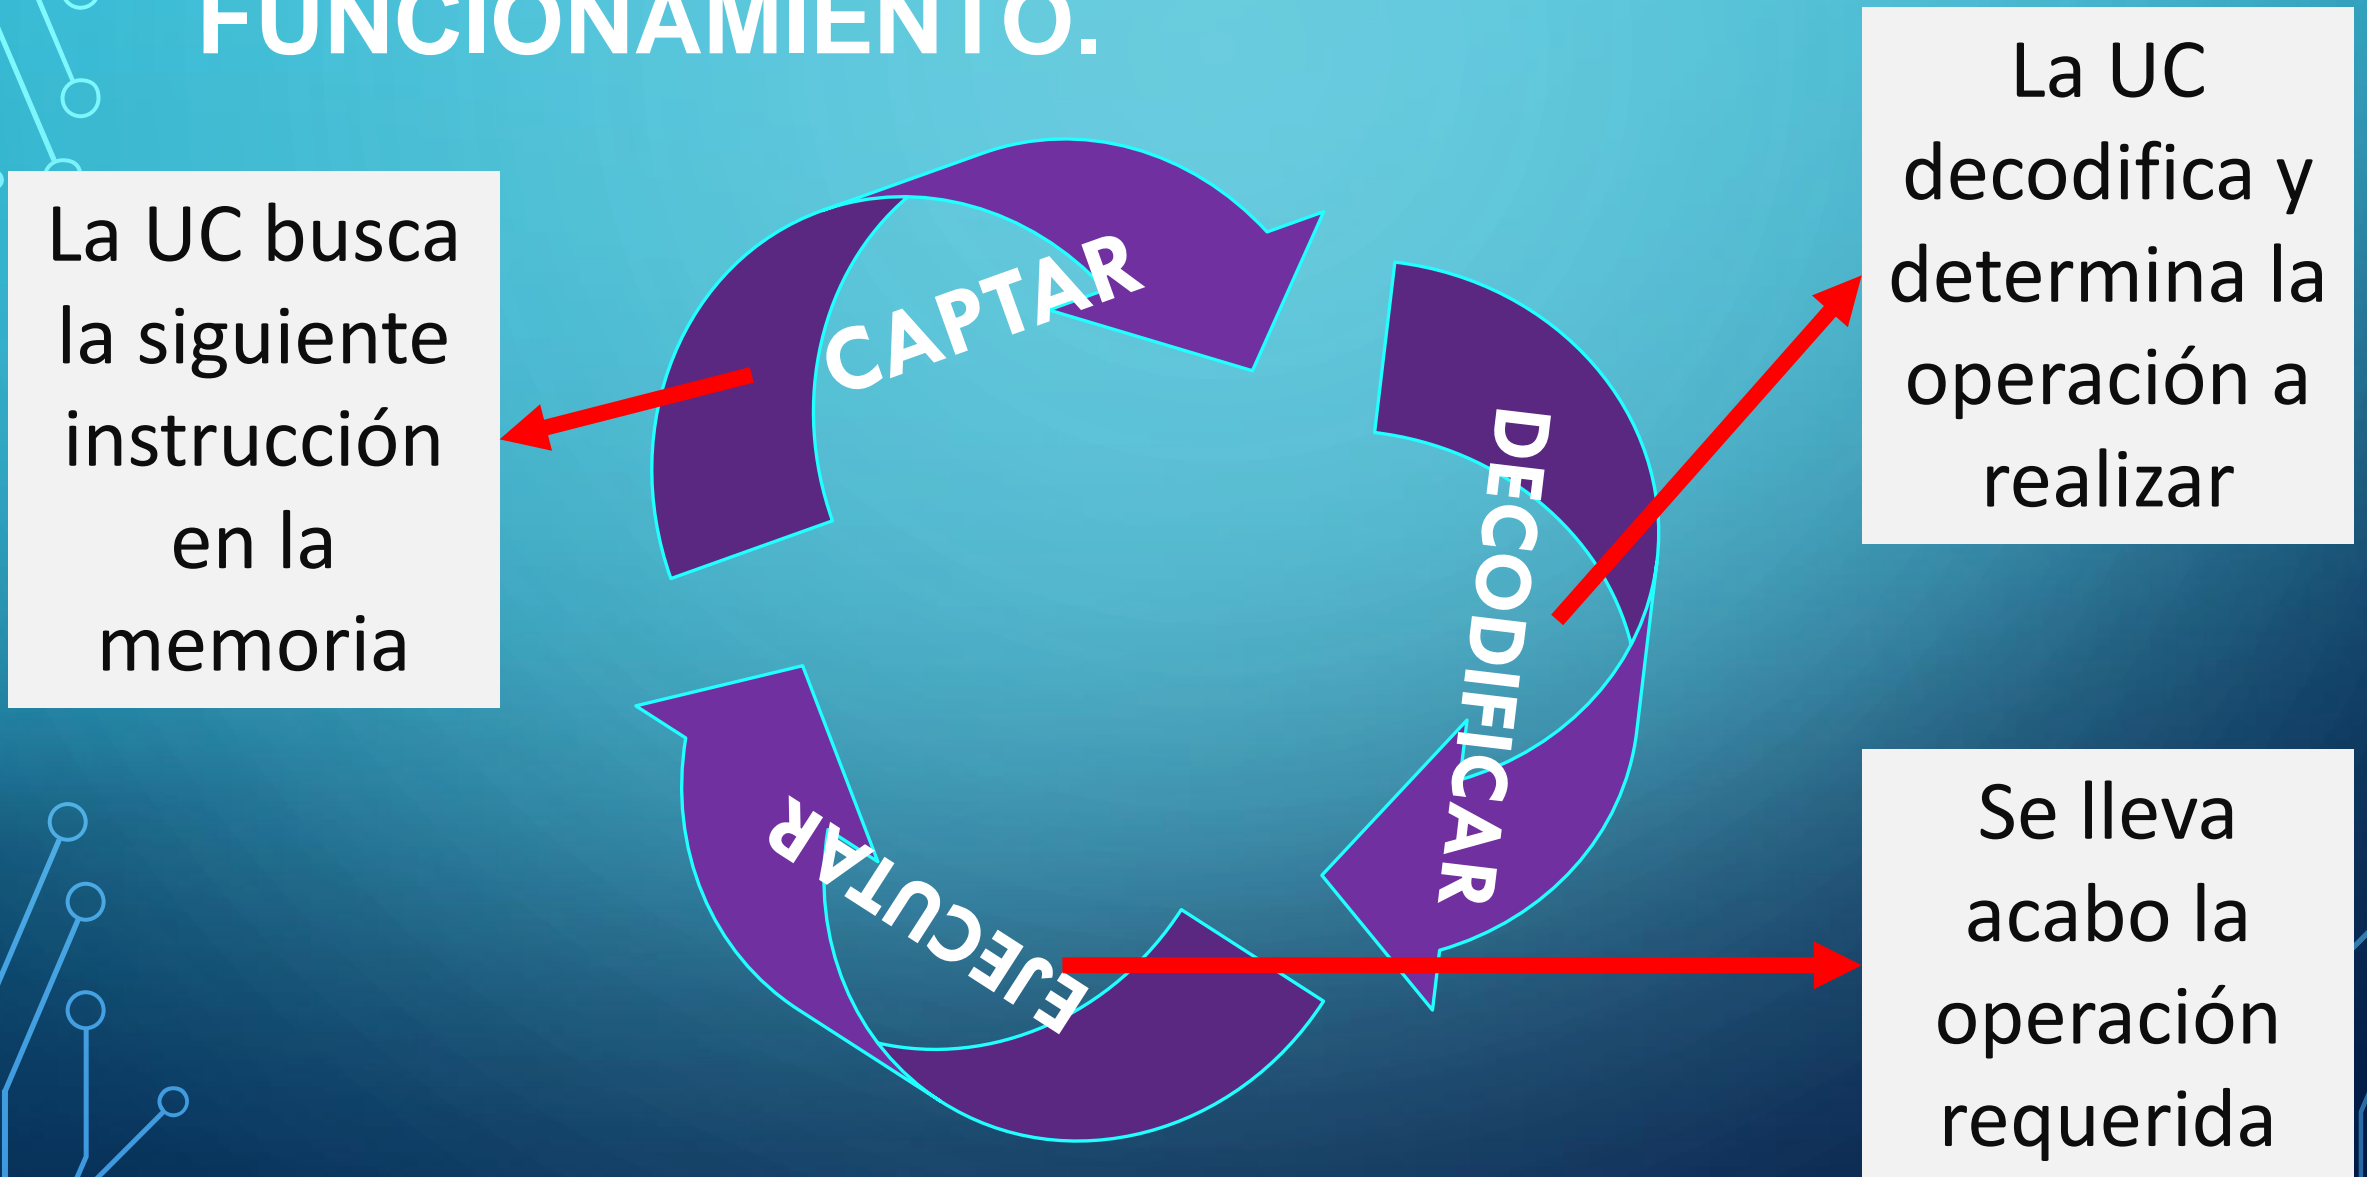 FUNCIONAMIENTO.
La UC busca
la siguiente
instrucción
en la
memoria
CAPTAR
La UC
decodifica y
determina la
operación a
realizar
DECODIFICAR
EJECUTAR
Se lleva
acabo la
operación
requerida